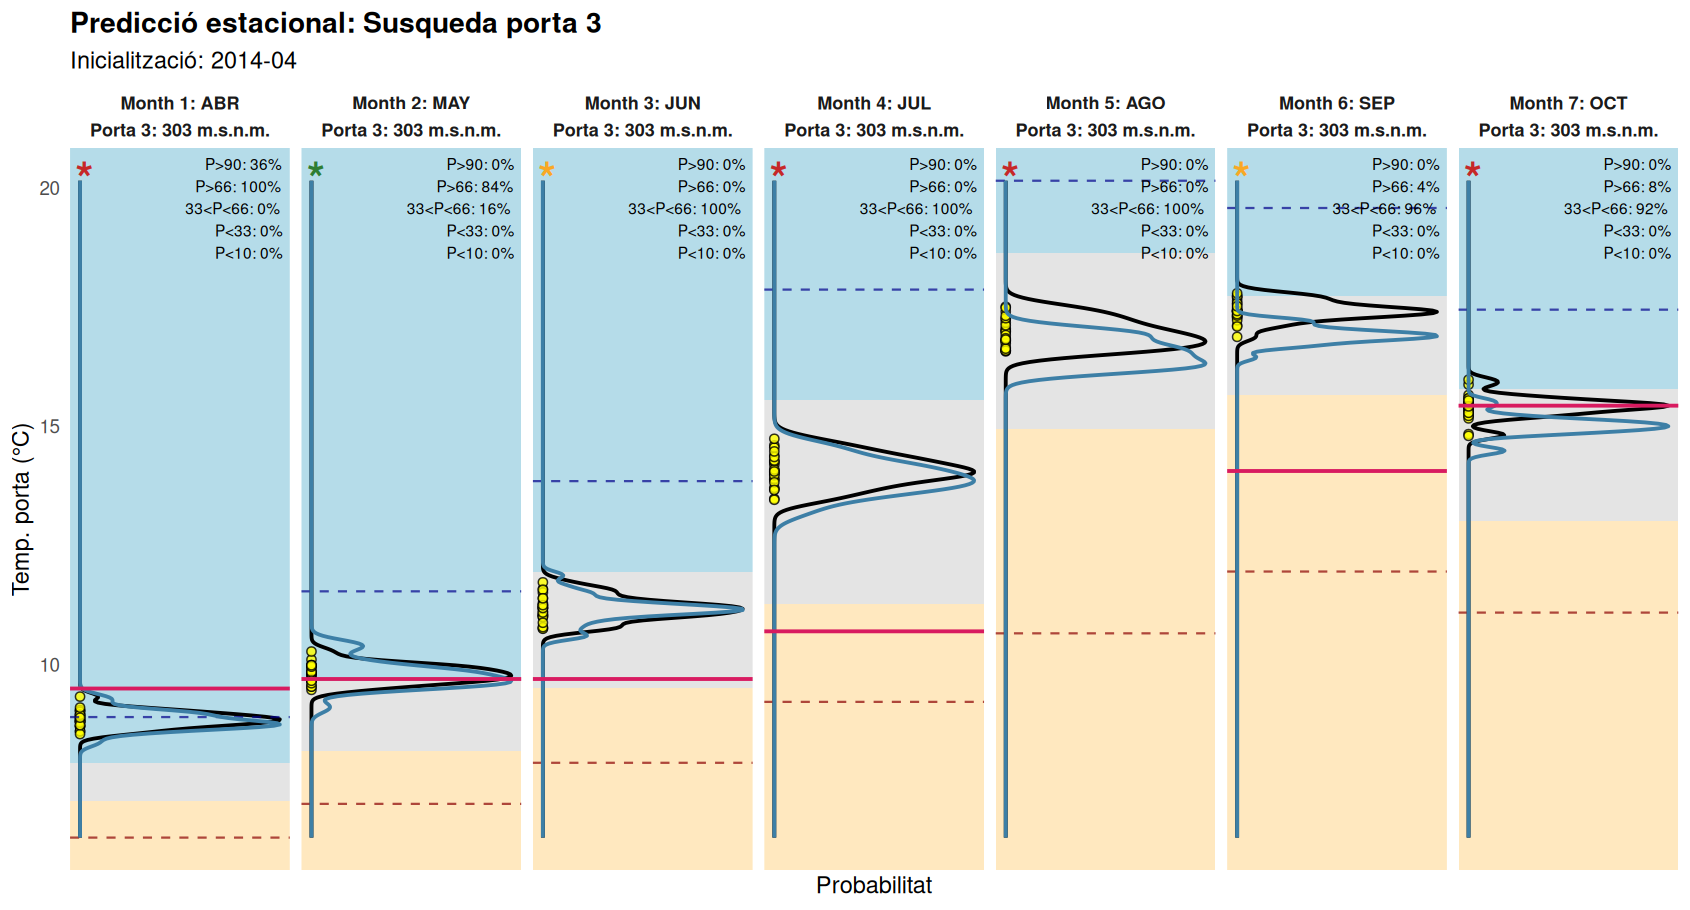 Predicció estacional: Susqueda porta 3
Inicialització: 2014-04
Month 1: ABR
Porta 3: 303 m.s.n.m.
Month 2: MAY
Porta 3: 303 m.s.n.m.
Month 3: JUN
Porta 3: 303 m.s.n.m.
Month 4: JUL
Porta 3: 303 m.s.n.m.
Month 5: AGO
Porta 3: 303 m.s.n.m.
Month 6: SEP
Porta 3: 303 m.s.n.m.
Month 7: OCT
Porta 3: 303 m.s.n.m.
*
P>90: 36%
P>66: 100%
33<P<66: 0%
P<33: 0%
P<10: 0%
*
P>90: 0%
P>66: 84%
33<P<66: 16%
P<33: 0%
P<10: 0%
*
P>90: 0%
P>66: 0%
33<P<66: 100%
P<33: 0%
P<10: 0%
*
P>90: 0%
P>66: 0%
33<P<66: 100%
P<33: 0%
P<10: 0%
*
P>90: 0%
P>66: 0%
33<P<66: 100%
P<33: 0%
P<10: 0%
*
P>90: 0%
P>66: 4%
33<P<66: 96%
P<33: 0%
P<10: 0%
*
P>90: 0%
P>66: 8%
33<P<66: 92%
P<33: 0%
P<10: 0%
20
15
10
Temp. porta (°C)
Probabilitat